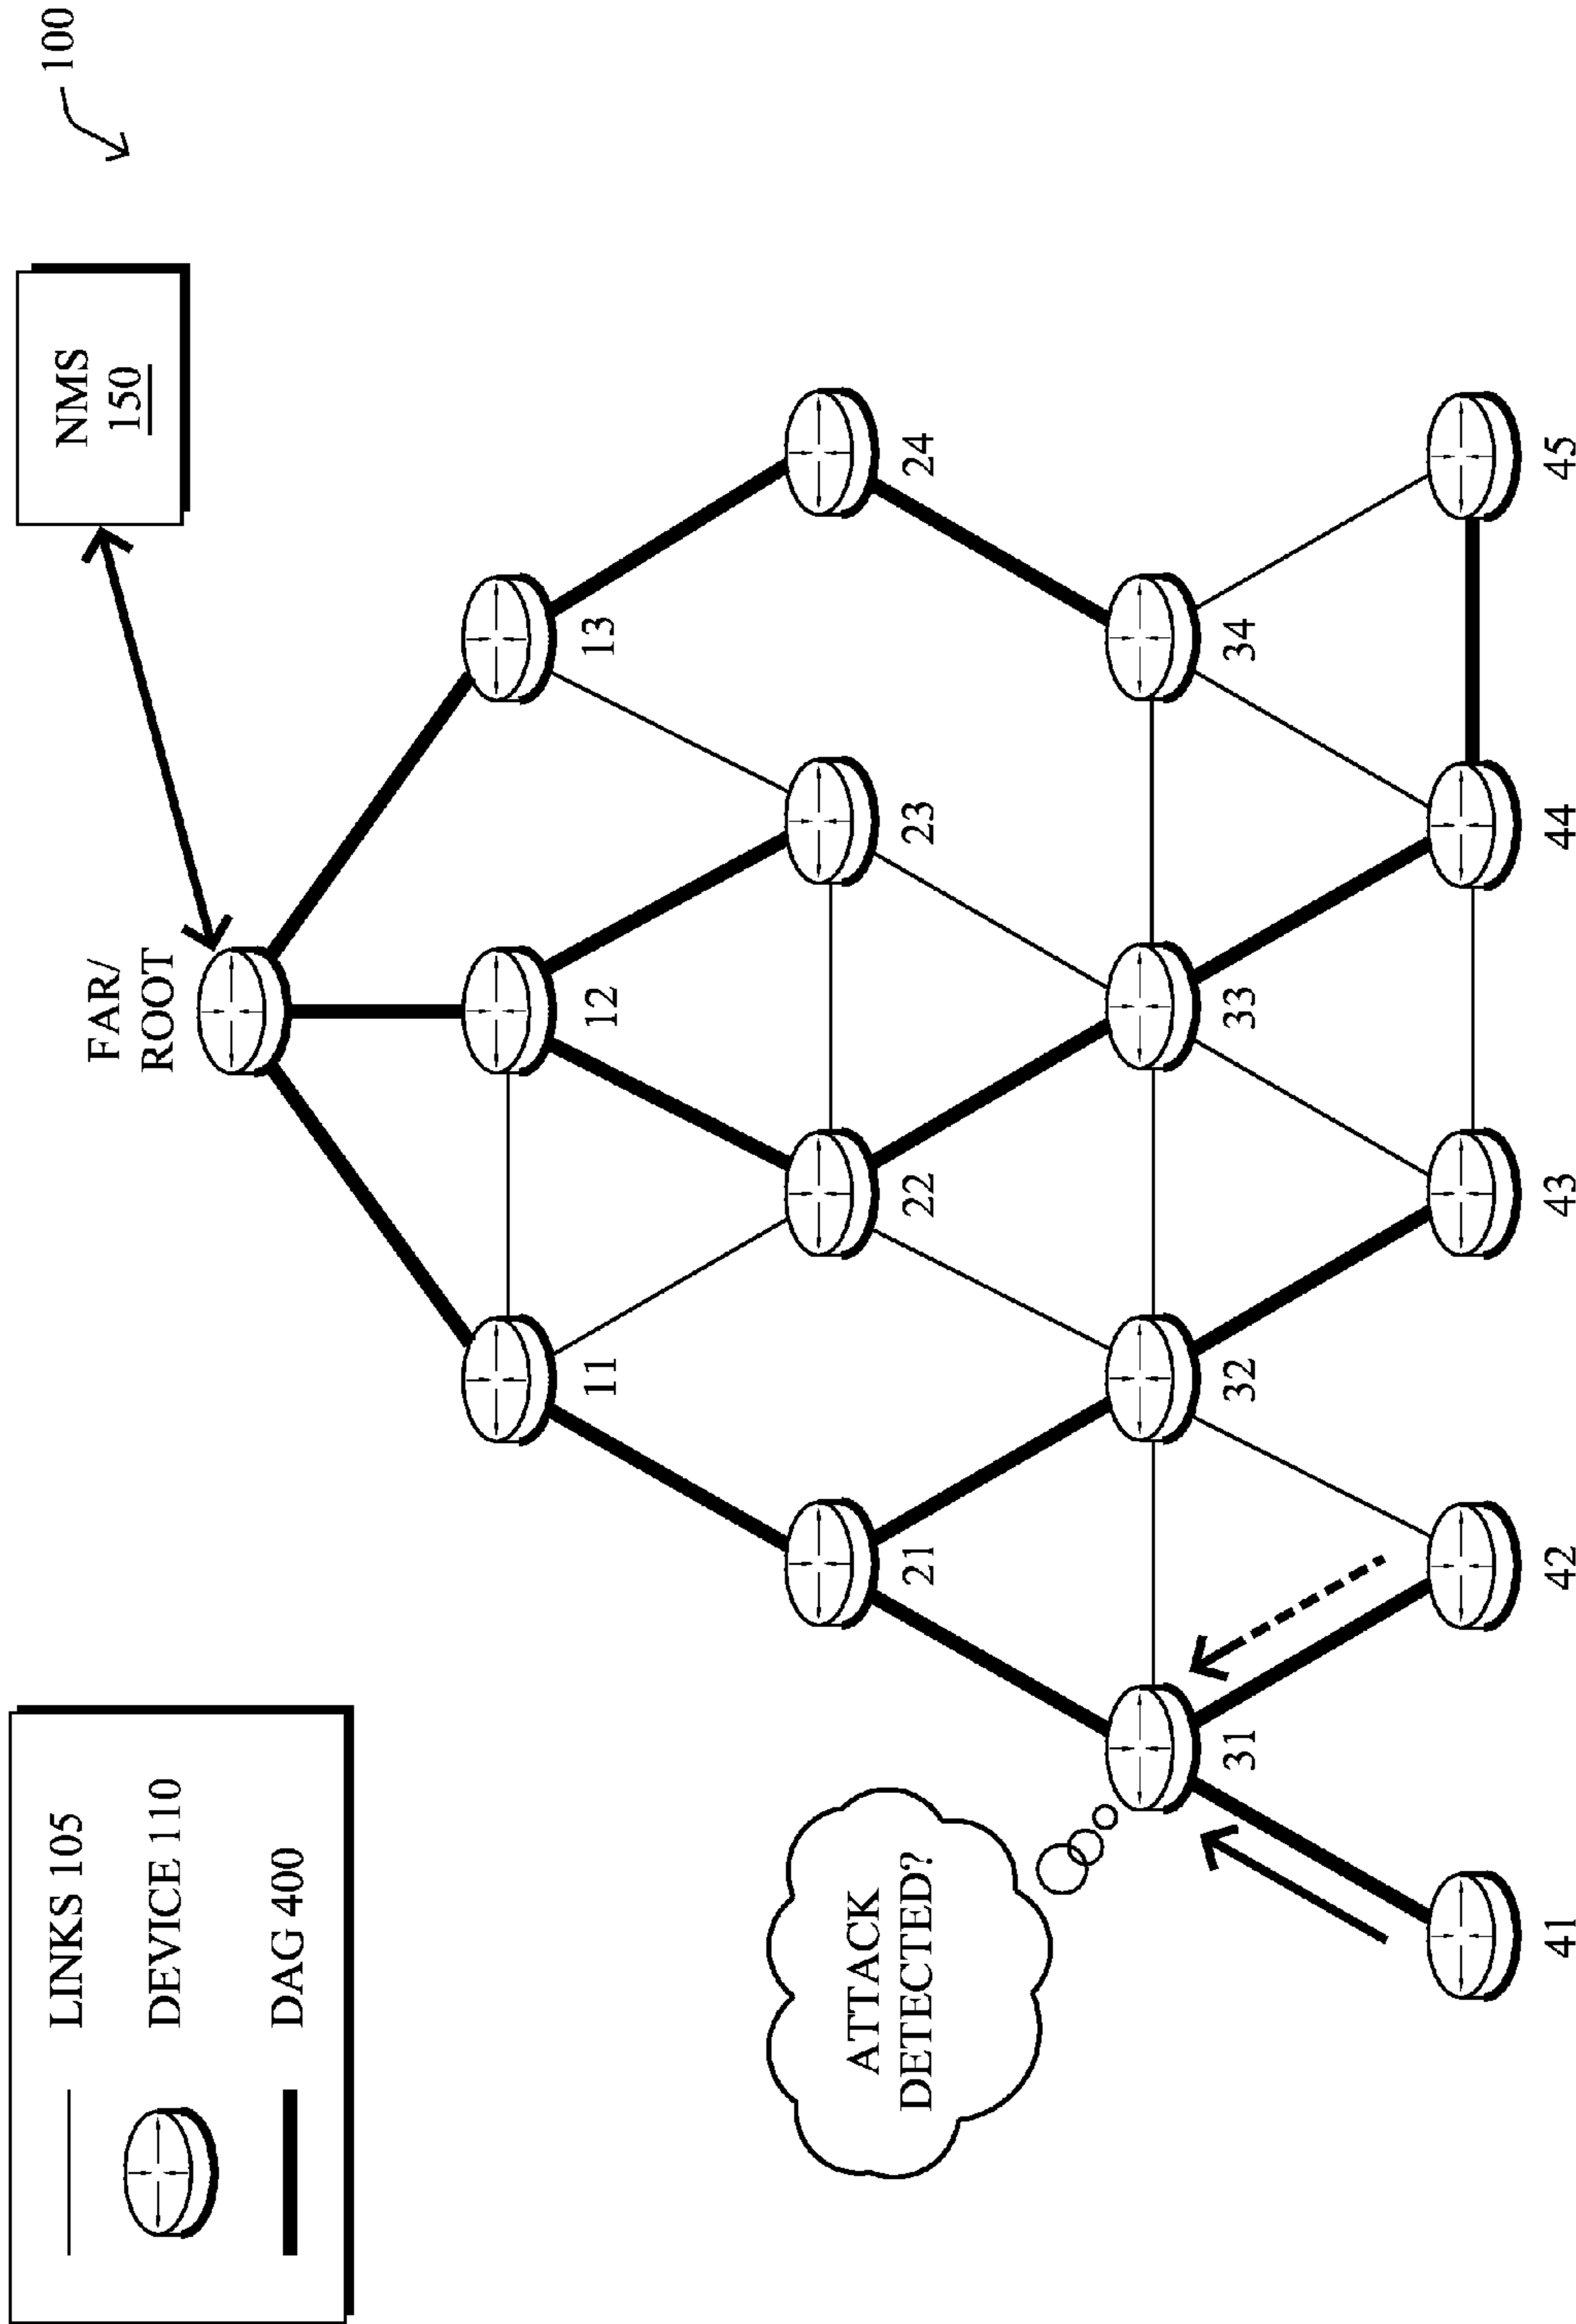 100
LINKS 105
DEVICE 110
DAG 400
NMS
150
FAR/
ROOT
11
12
13
21
22
23
24
ATTACK
DETECTED?
31
32
33
34
41
42
43
44
45